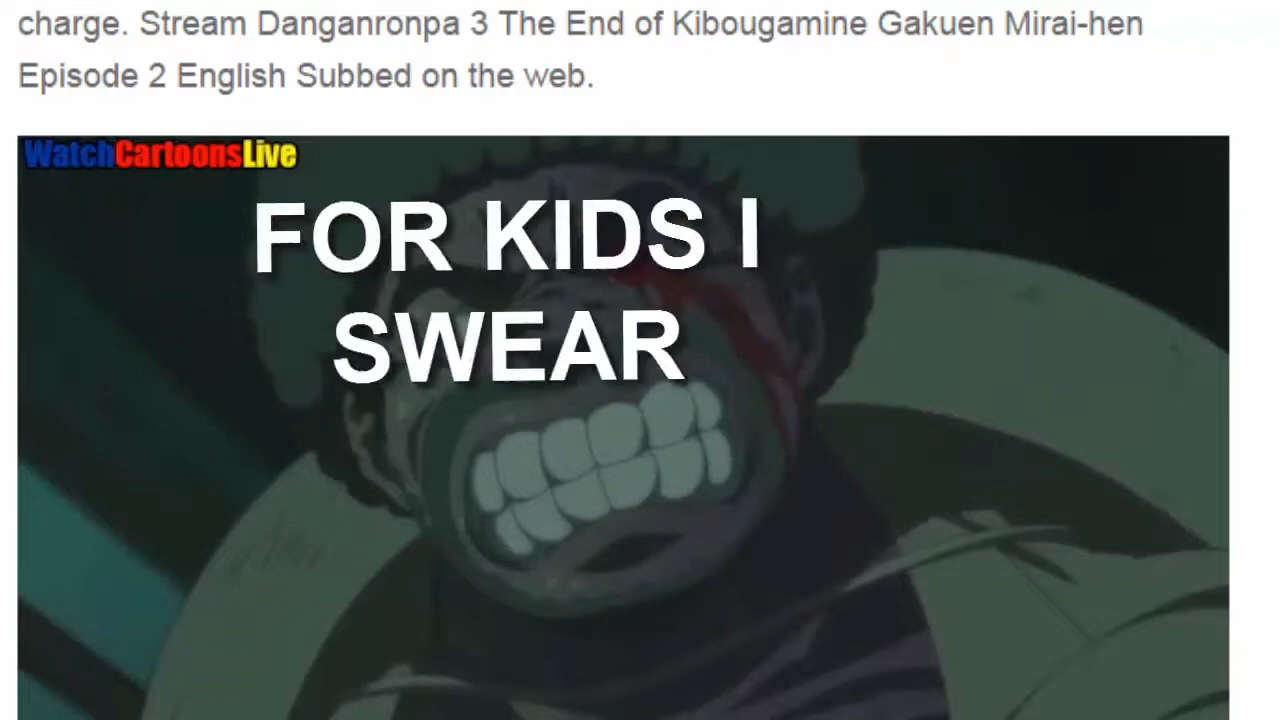 charge. Stream Danganronpa 3 The End of Kibougamine Gakuen Mirai-hen
Episode 2 English Subbed on the web.
WatchCartoonsLive
FOR KIDS I
SWEAR